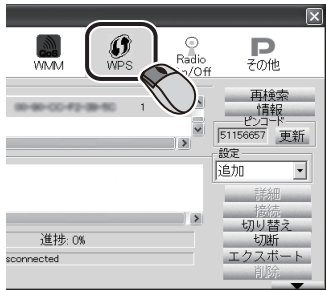 QoS
WMM
WPS
Radio
On/Off
その他
1
再検索
情報
ピンコード
51156657
更新
設定
追加
詳細
接続
切り替え
切断
エクスポート
削除
進捗: 0%
sconnected